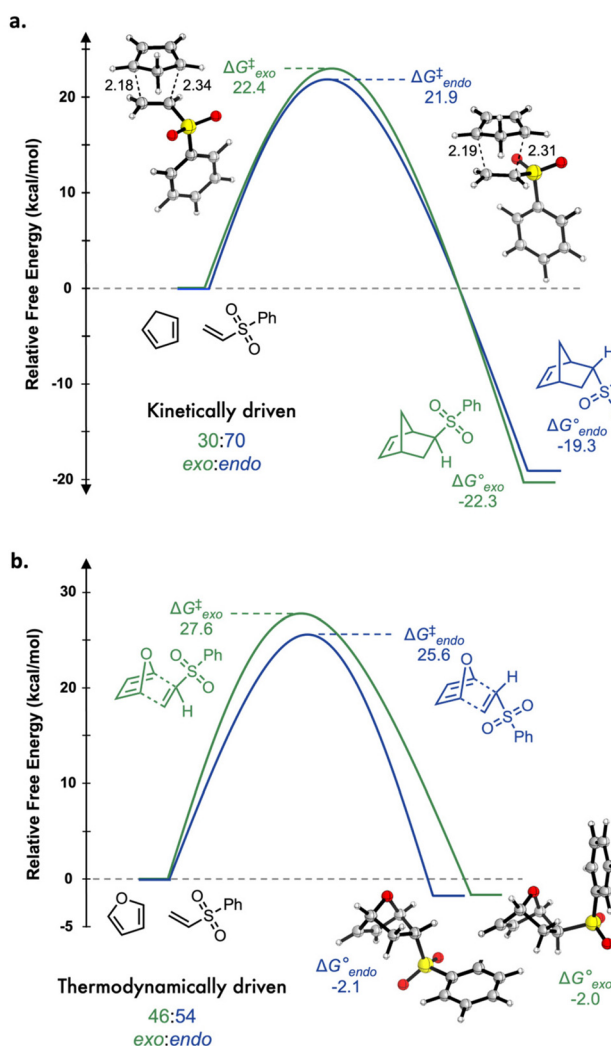 a.
ΔG‡exo
22.4
ΔG‡endo
21.9
2.18
2.34
2.19
2.31
20
10
0
-10
-20
Relative Free Energy (kcal/mol)
Ph
S
O
O
Kinetically driven
30:70
exo:endo
Ph
S
O
O
H
ΔG°exo
-22.3
H
S
O
ΔG°endo
-19.3
b.
30
20
10
0
-5
Relative Free Energy (kcal/mol)
ΔG‡exo
27.6
ΔG‡endo
25.6
O
O
Ph
S
O
H
O
H
O
S
O
Ph
O
O
Ph
S
O
Thermodynamically driven
46:54
exo:endo
ΔG°endo
-2.1
ΔG°exo
-2.0